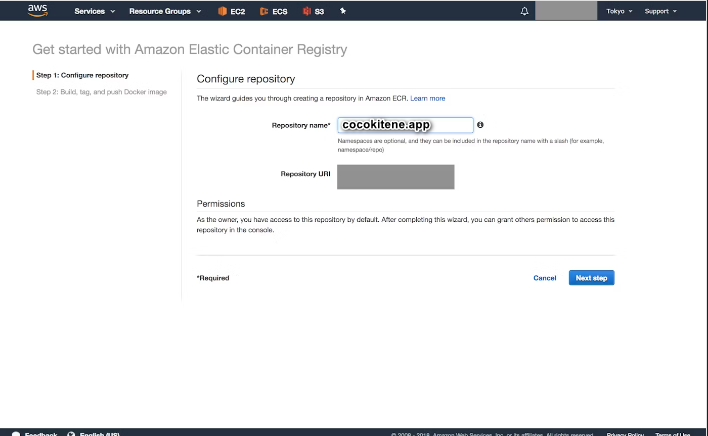 aws
Services Resource Groups EC2 ECS S3 Tokyo Support
Get started with Amazon Elastic Container Registry
Step 1: Configure repository
Step 2: Build, tag, and push Docker image
Configure repository
The wizard guides you through creating a repository in Amazon ECR. Learn more
Repository name* cocokitene.app
Namespaces are optional, and they can be included in the repository name with a slash (for example,
namespace/repo)
Repository URI
Permissions
As the owner, you have access to this repository by default. After completing this wizard, you can grant others permission to access this
repository in the console.
*Required Cancel Next step
Feedback English (US) © 2008 - 2018, Amazon Web Services, Inc. or its affiliates. All rights reserved. Privacy Policy Terms of Use